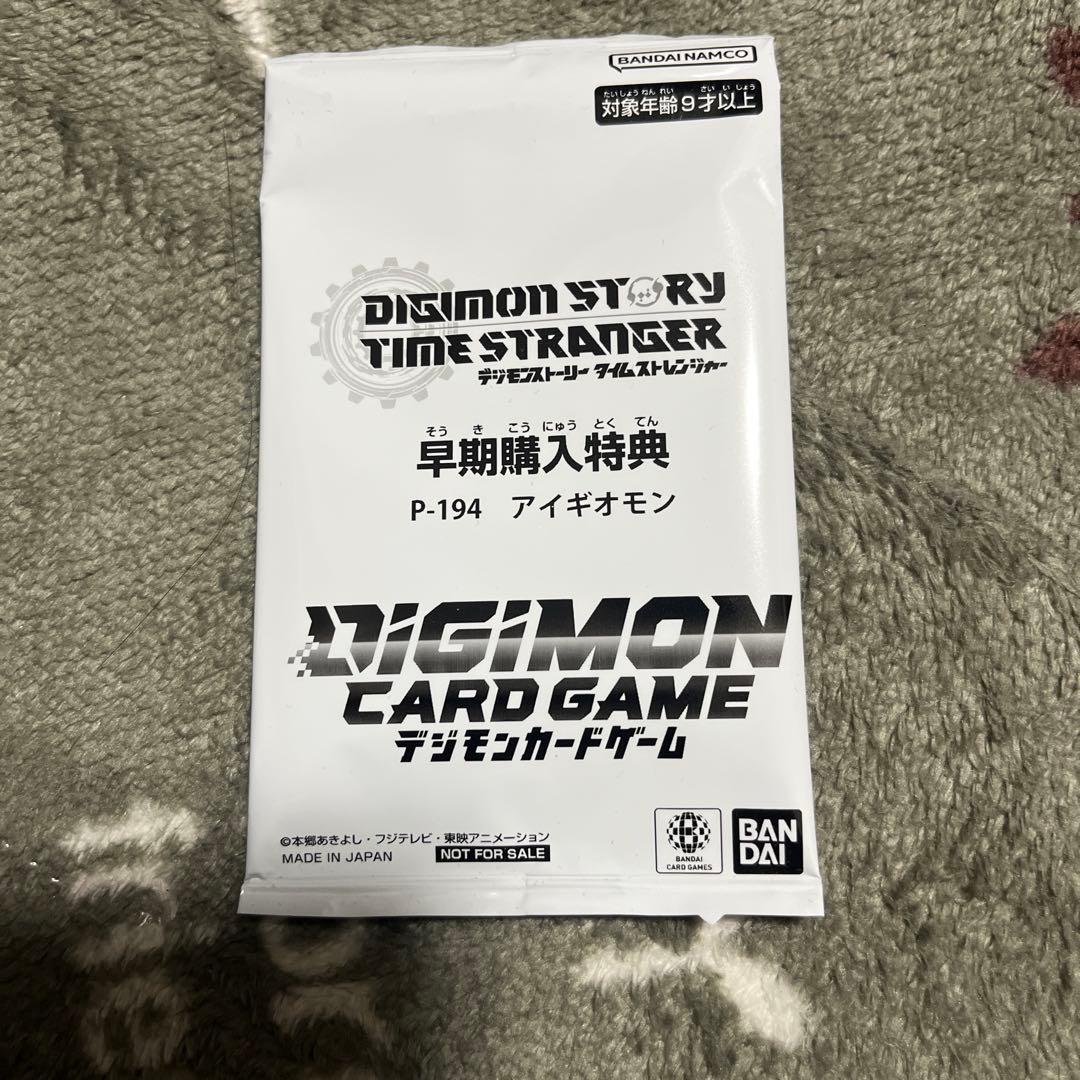 BANDAI NAMCO
たいしょうねんれい さいいしょう
対象年齢9才以上
DIGIMON STORY
TIME STRANGER
デジモンストーリー タイムストレンジャー
そうきこうにゅうとくてん
早期購入特典
P-194 アイギオモン
DiGiMON
CARD GAME
デジモンカードゲーム
©本郷あきよし・フジテレビ・東映アニメーション
MADE IN JAPAN NOT FOR SALE
BANDAI
CARD GAMES
BAN
DAI